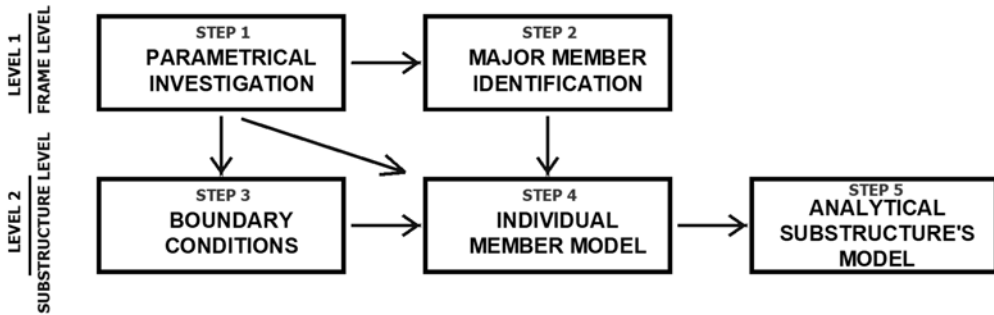 LEVEL 1
FRAME LEVEL
STEP 1
PARAMETRICAL
INVESTIGATION
STEP 2
MAJOR MEMBER
IDENTIFICATION
LEVEL 2
SUBSTRUCTURE LEVEL
STEP 3
BOUNDARY
CONDITIONS
STEP 4
INDIVIDUAL
MEMBER MODEL
STEP 5
ANALYTICAL
SUBSTRUCTURE'S
MODEL